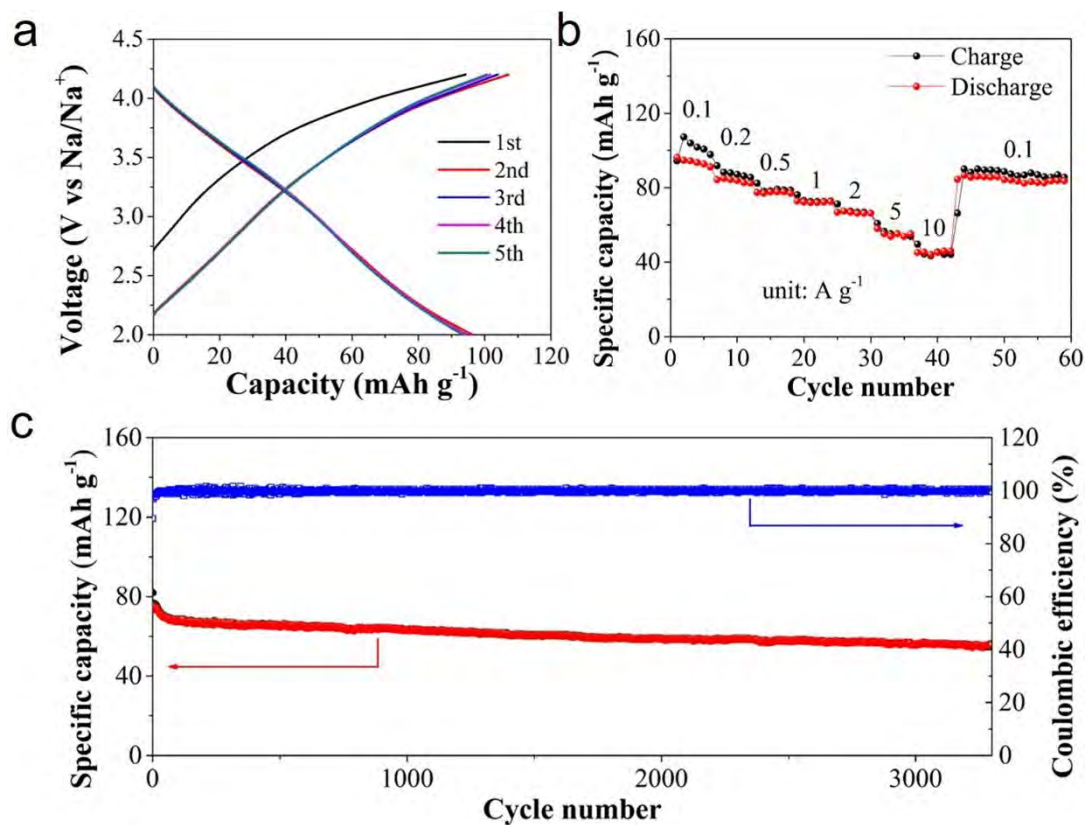 a
4.5
4.0
3.5
3.0
2.5
2.0
Voltage (V vs Na/Na⁺)
1st
2nd
3rd
4th
5th
0
20
40
60
80
100
120
Capacity (mAh g⁻¹)
b
160
120
80
40
0
Specific capacity (mAh g⁻¹)
Charge
Discharge
0.1
0.2
0.5
1
2
5
10
0.1
unit: A g⁻¹
0
10
20
30
40
50
60
Cycle number
c
160
120
80
40
0
Specific capacity (mAh g⁻¹)
120
100
80
60
40
20
0
Coulombic efficiency (%)
0
1000
2000
3000
Cycle number